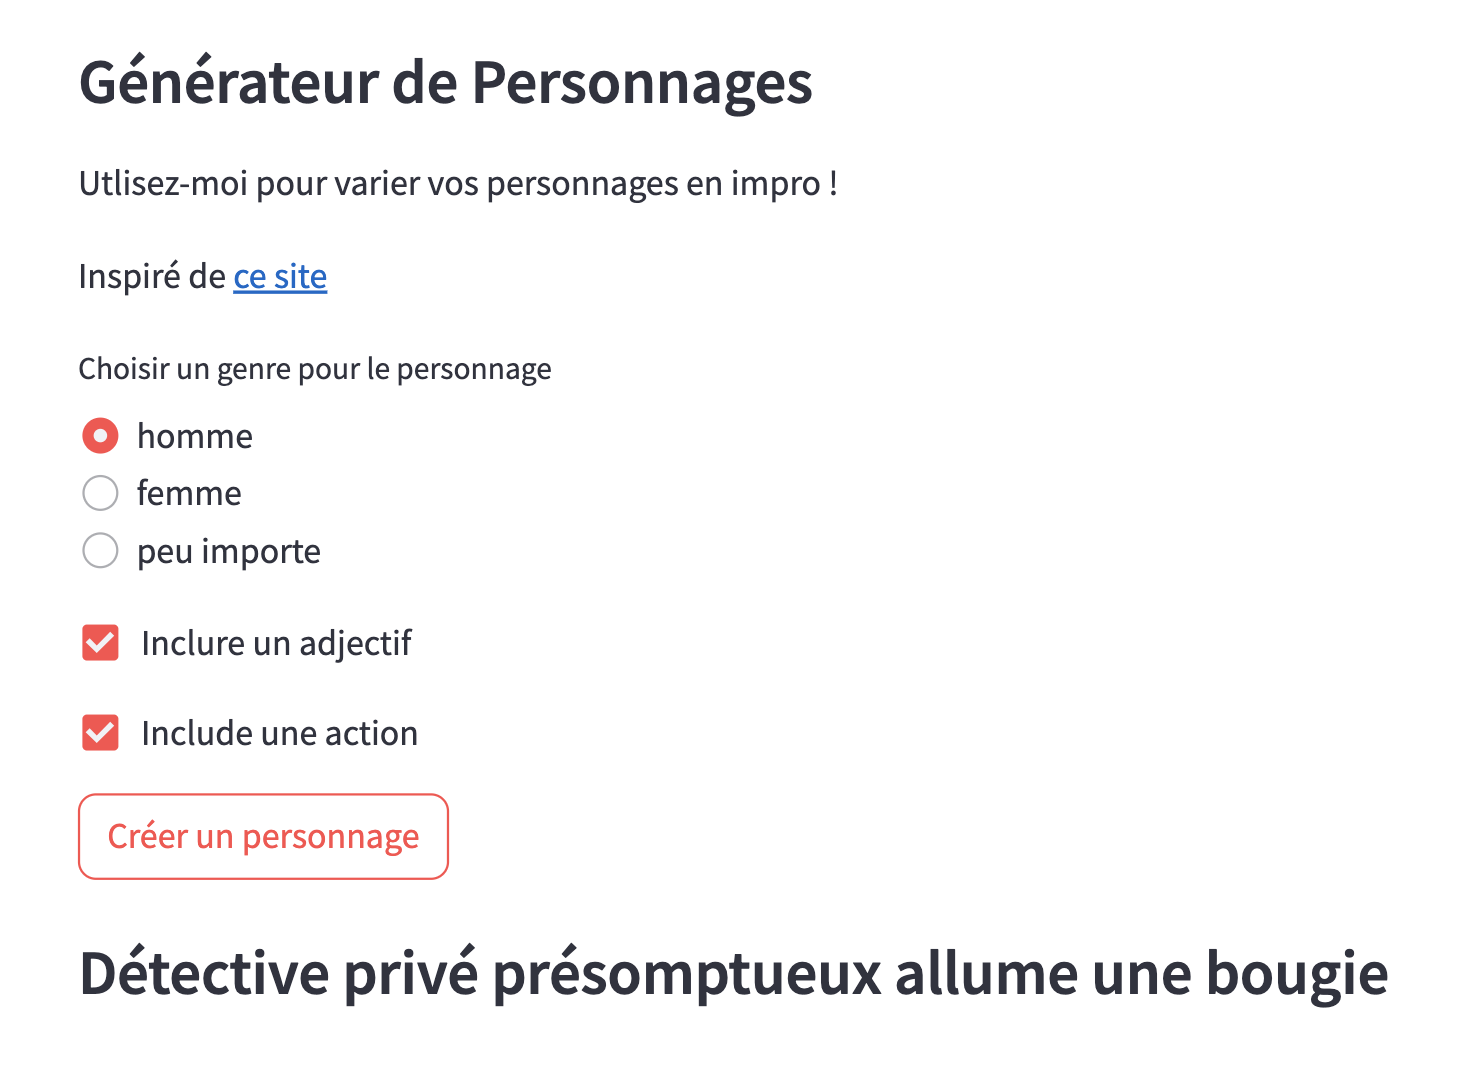 Générateur de Personnages
Utlisez-moi pour varier vos personnages en impro !
Inspiré de ce site
Choisir un genre pour le personnage
homme
femme
peu importe
Inclure un adjectif
Include une action
Créer un personnage
Détective privé présomptueux allume une bougie